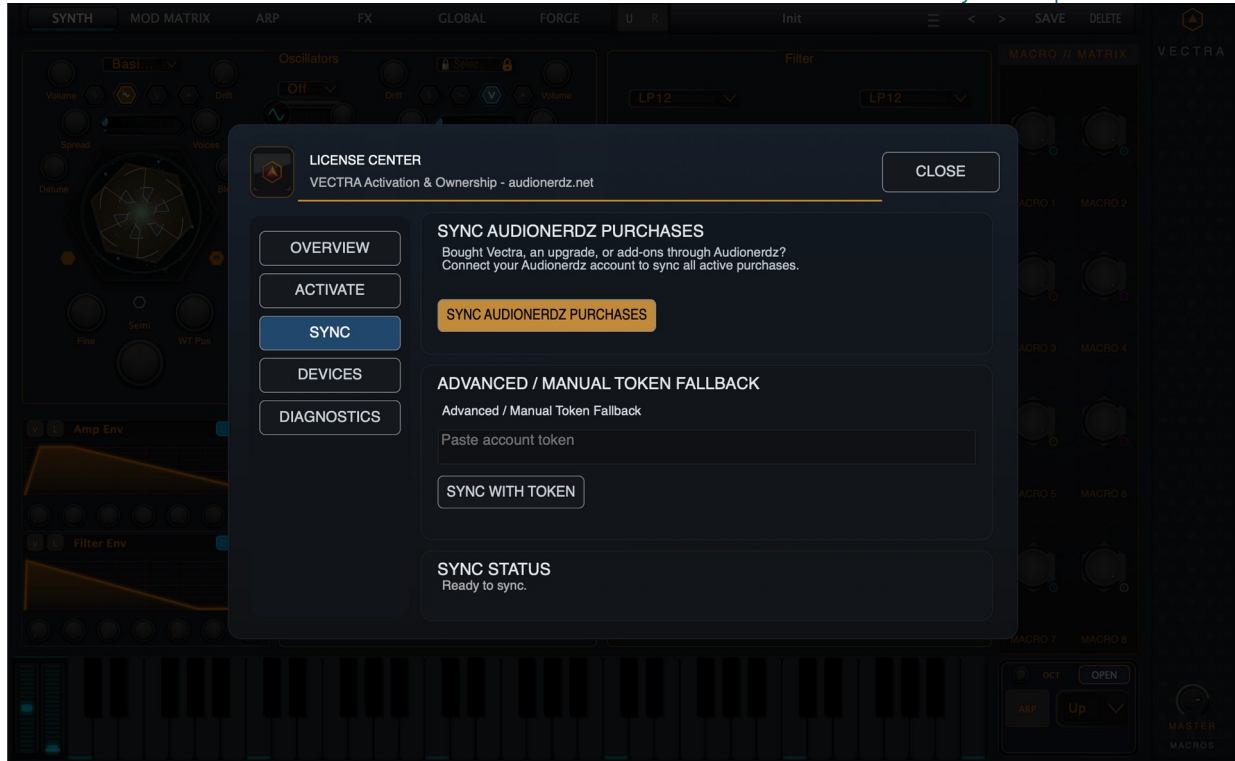 SYNTH MOD MATRIX ARP FX GLOBAL FORGE U R Init < > SAVE DELETE
VECTRA
Basi... Oscillators Filter MACRO // MATRIX
Volume Drift Off Drift V Volume LP12 LP12
Spread Voices
Detune
LICENSE CENTER
VECTRA Activation & Ownership - audionerdz.net
CLOSE
MACRO 1 MACRO 2
OVERVIEW
ACTIVATE
SYNC
DEVICES
DIAGNOSTICS
SYNC AUDIONERDZ PURCHASES
Bought Vectra, an upgrade, or add-ons through Audionerdz?
Connect your Audionerdz account to sync all active purchases.
SYNC AUDIONERDZ PURCHASES
ADVANCED / MANUAL TOKEN FALLBACK
Advanced / Manual Token Fallback
Paste account token
SYNC WITH TOKEN
SYNC STATUS
Ready to sync.
Semi
Fine WT Pos
MACRO 3 MACRO 4
V L Amp Env
MACRO 5 MACRO 6
V L Filter Env
MACRO 7 MACRO 8
OCT OPEN
ARP Up
MASTER
MACROS